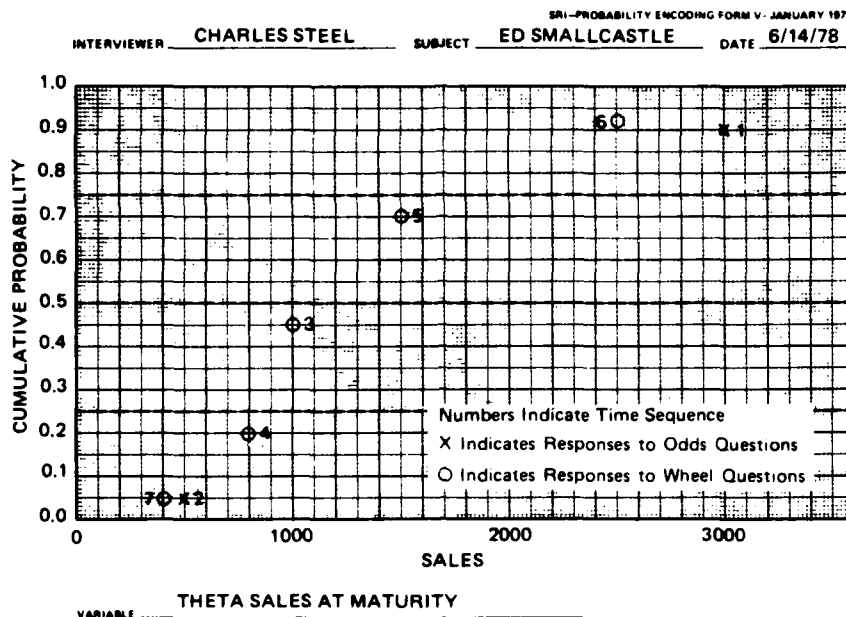 SRI-PROBABILITY ENCODING FORM V- JANUARY 197
INTERVIEWER CHARLES STEEL SUBJECT ED SMALLCASTLE DATE 6/14/78
1.0
0.9
0.8
0.7
0.6
0.5
0.4
0.3
0.2
0.1
0.0
CUMULATIVE PROBABILITY
6
X 1
5
3
4
7
X 2
Numbers Indicate Time Sequence
X Indicates Responses to Odds Questions
O Indicates Responses to Wheel Questions
0 1000 2000 3000
SALES
THETA SALES AT MATURITY
VARIABLE